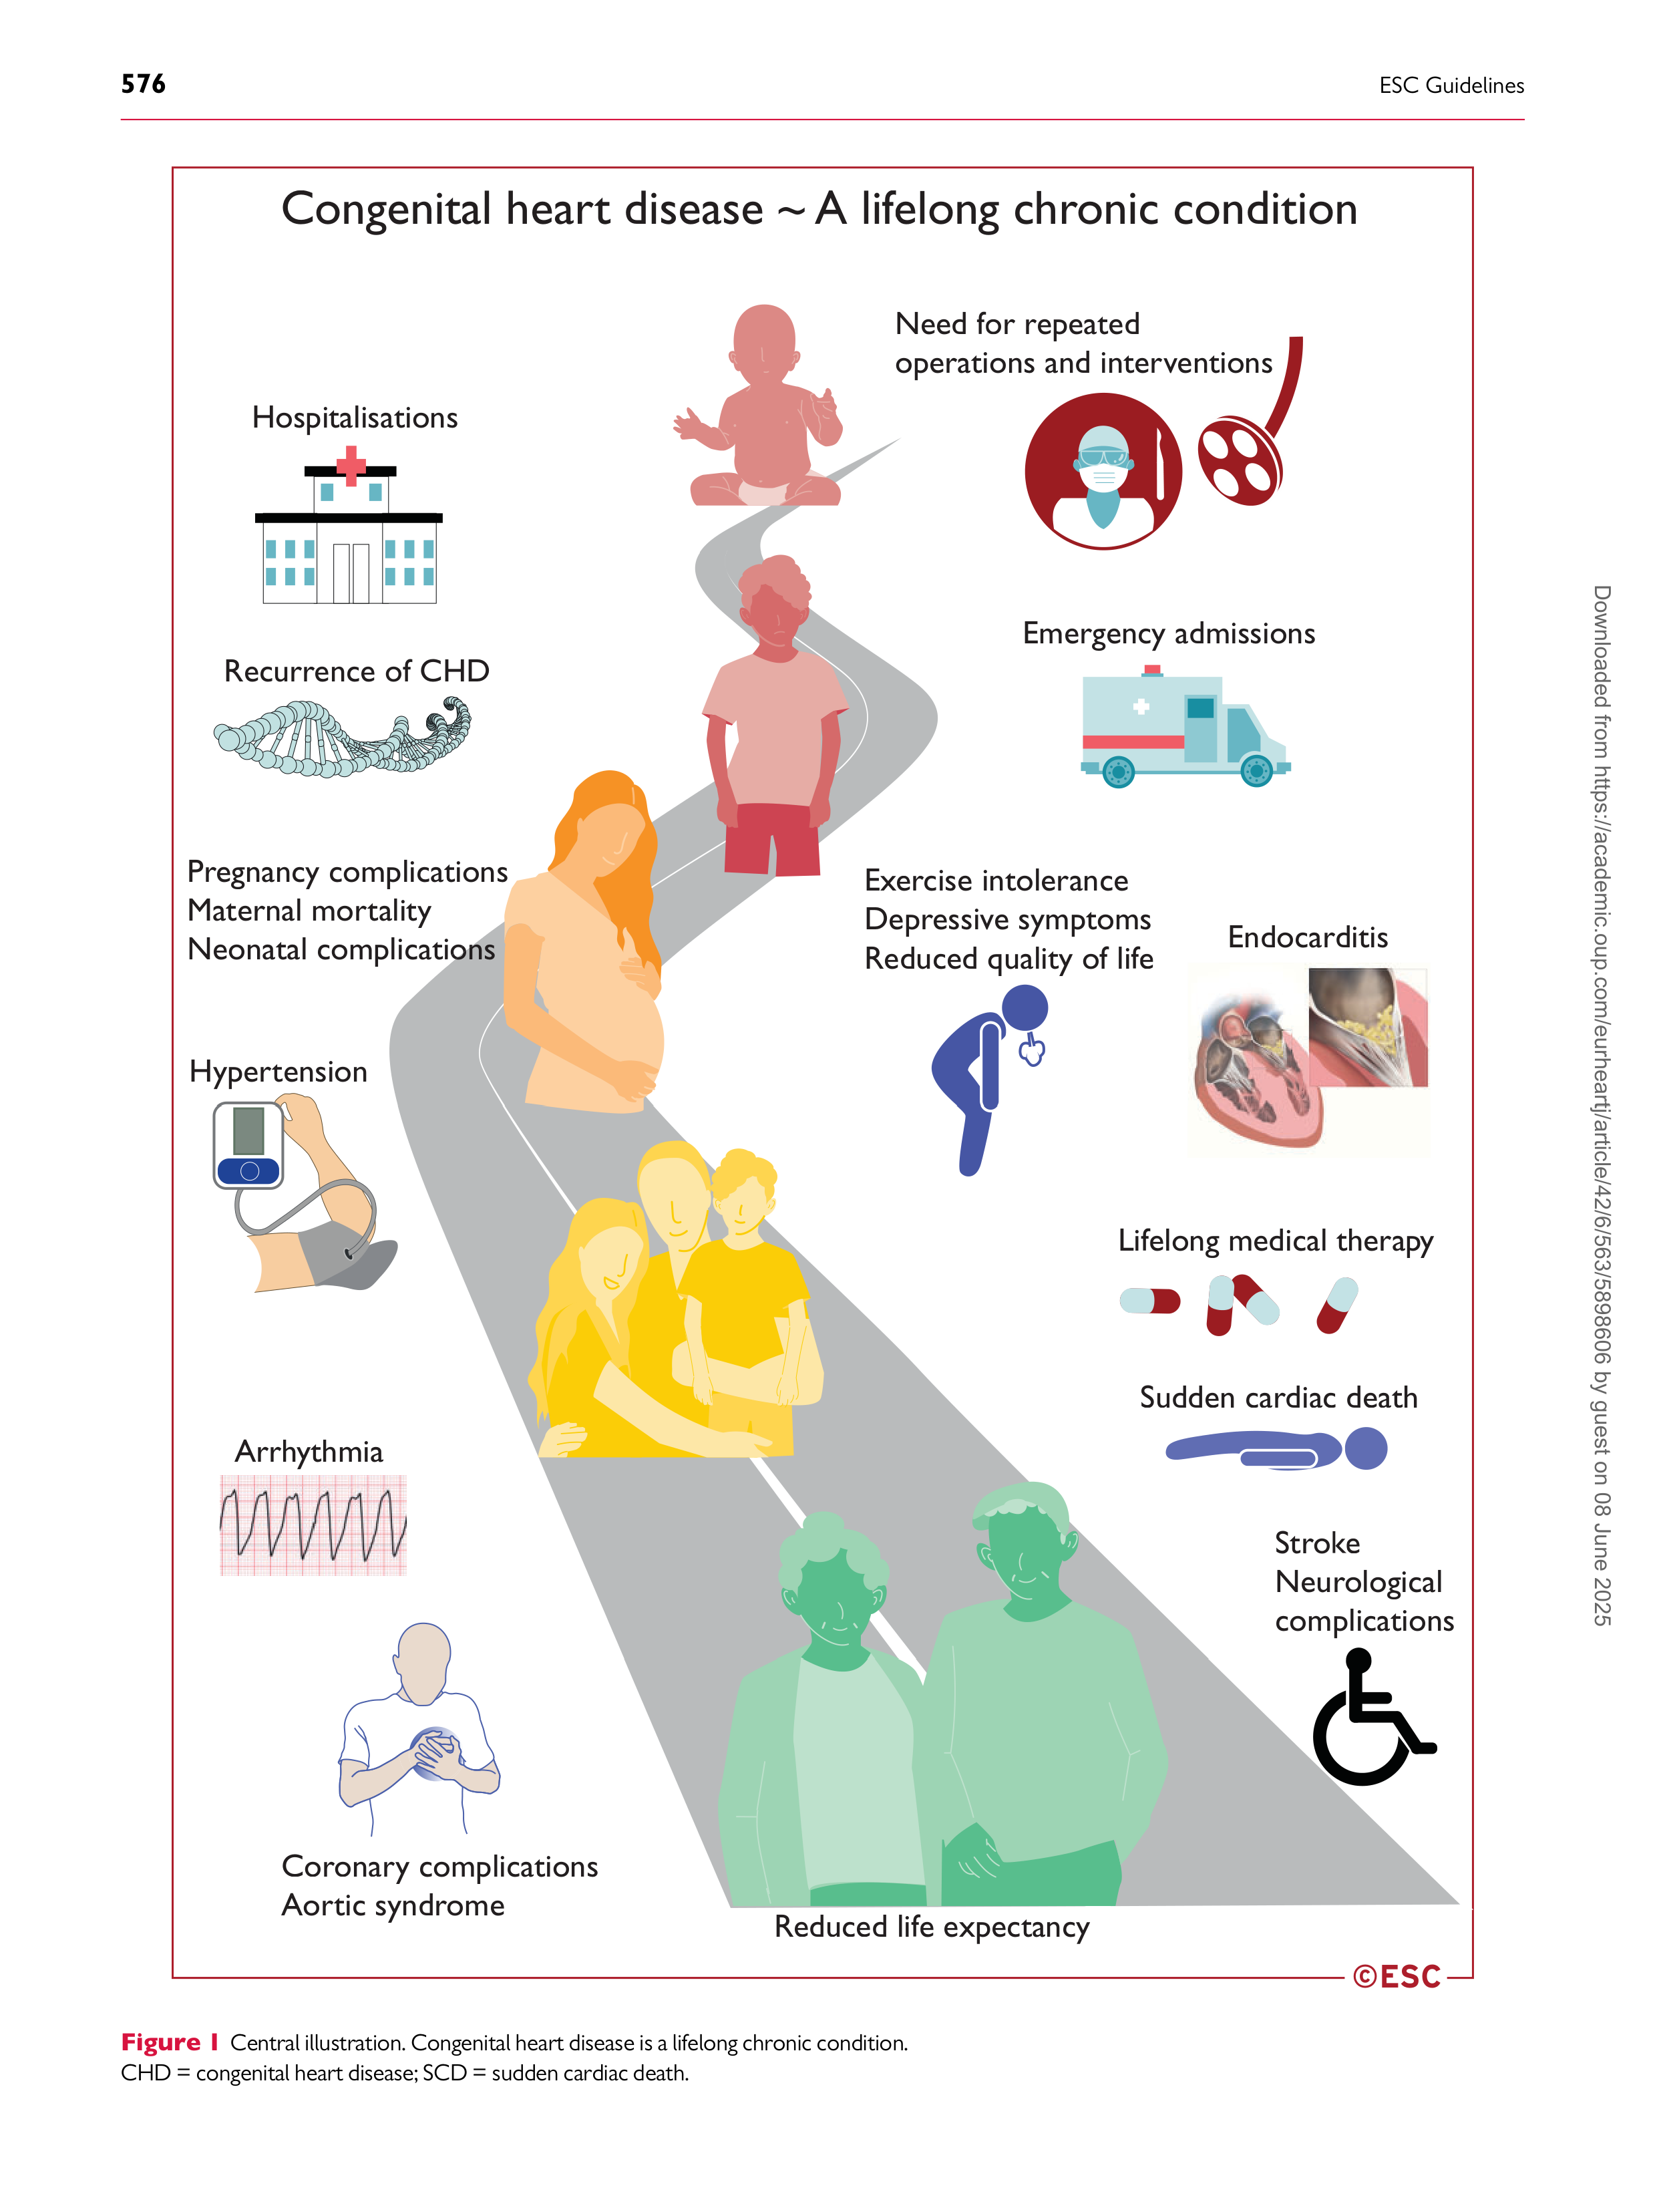 576
ESC Guidelines
Congenital heart disease ~ A lifelong chronic condition
Need for repeated
operations and interventions
Hospitalisations
Emergency admissions
Recurrence of CHD
Pregnancy complications
Maternal mortality
Neonatal complications
Exercise intolerance
Depressive symptoms
Reduced quality of life
Endocarditis
Hypertension
Lifelong medical therapy
Sudden cardiac death
Arrhythmia
Stroke
Neurological
complications
Coronary complications
Aortic syndrome
Reduced life expectancy
©ESC
Figure 1 Central illustration. Congenital heart disease is a lifelong chronic condition.
CHD = congenital heart disease; SCD = sudden cardiac death.
Downloaded from https://academic.oup.com/eurheartj/article/42/6/563/5898606 by guest on 08 June 2025